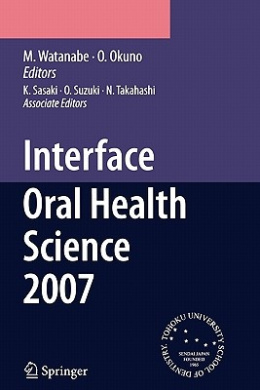 M. Watanabe • O. Okuno
Editors
K. Sasaki • O. Suzuki • N. Takahashi
Associate Editors
Interface
Oral Health
Science
2007
TOHOKU UNIVERSITY SCHOOL OF DENTISTRY
SENDAI JAPAN
FOUNDED
IN
1965
Springer